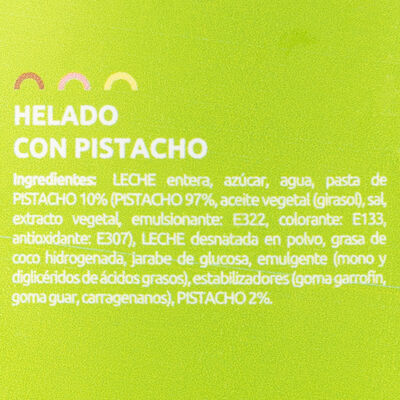 HELADO
CON PISTACHO
Ingredientes: LECHE entera, azúcar, agua, pasta de
PISTACHO 10% (PISTACHO 97%, aceite vegetal (girasol), sal,
extracto vegetal, emulsionante: E322, colorante: E133,
antioxidante: E307), LECHE desnatada en polvo, grasa de
coco hidrogenada, jarabe de glucosa, emulgente (mono y
diglicéridos de ácidos grasos), estabilizadores (goma garrofín,
goma guar, carragenanos), PISTACHO 2%.